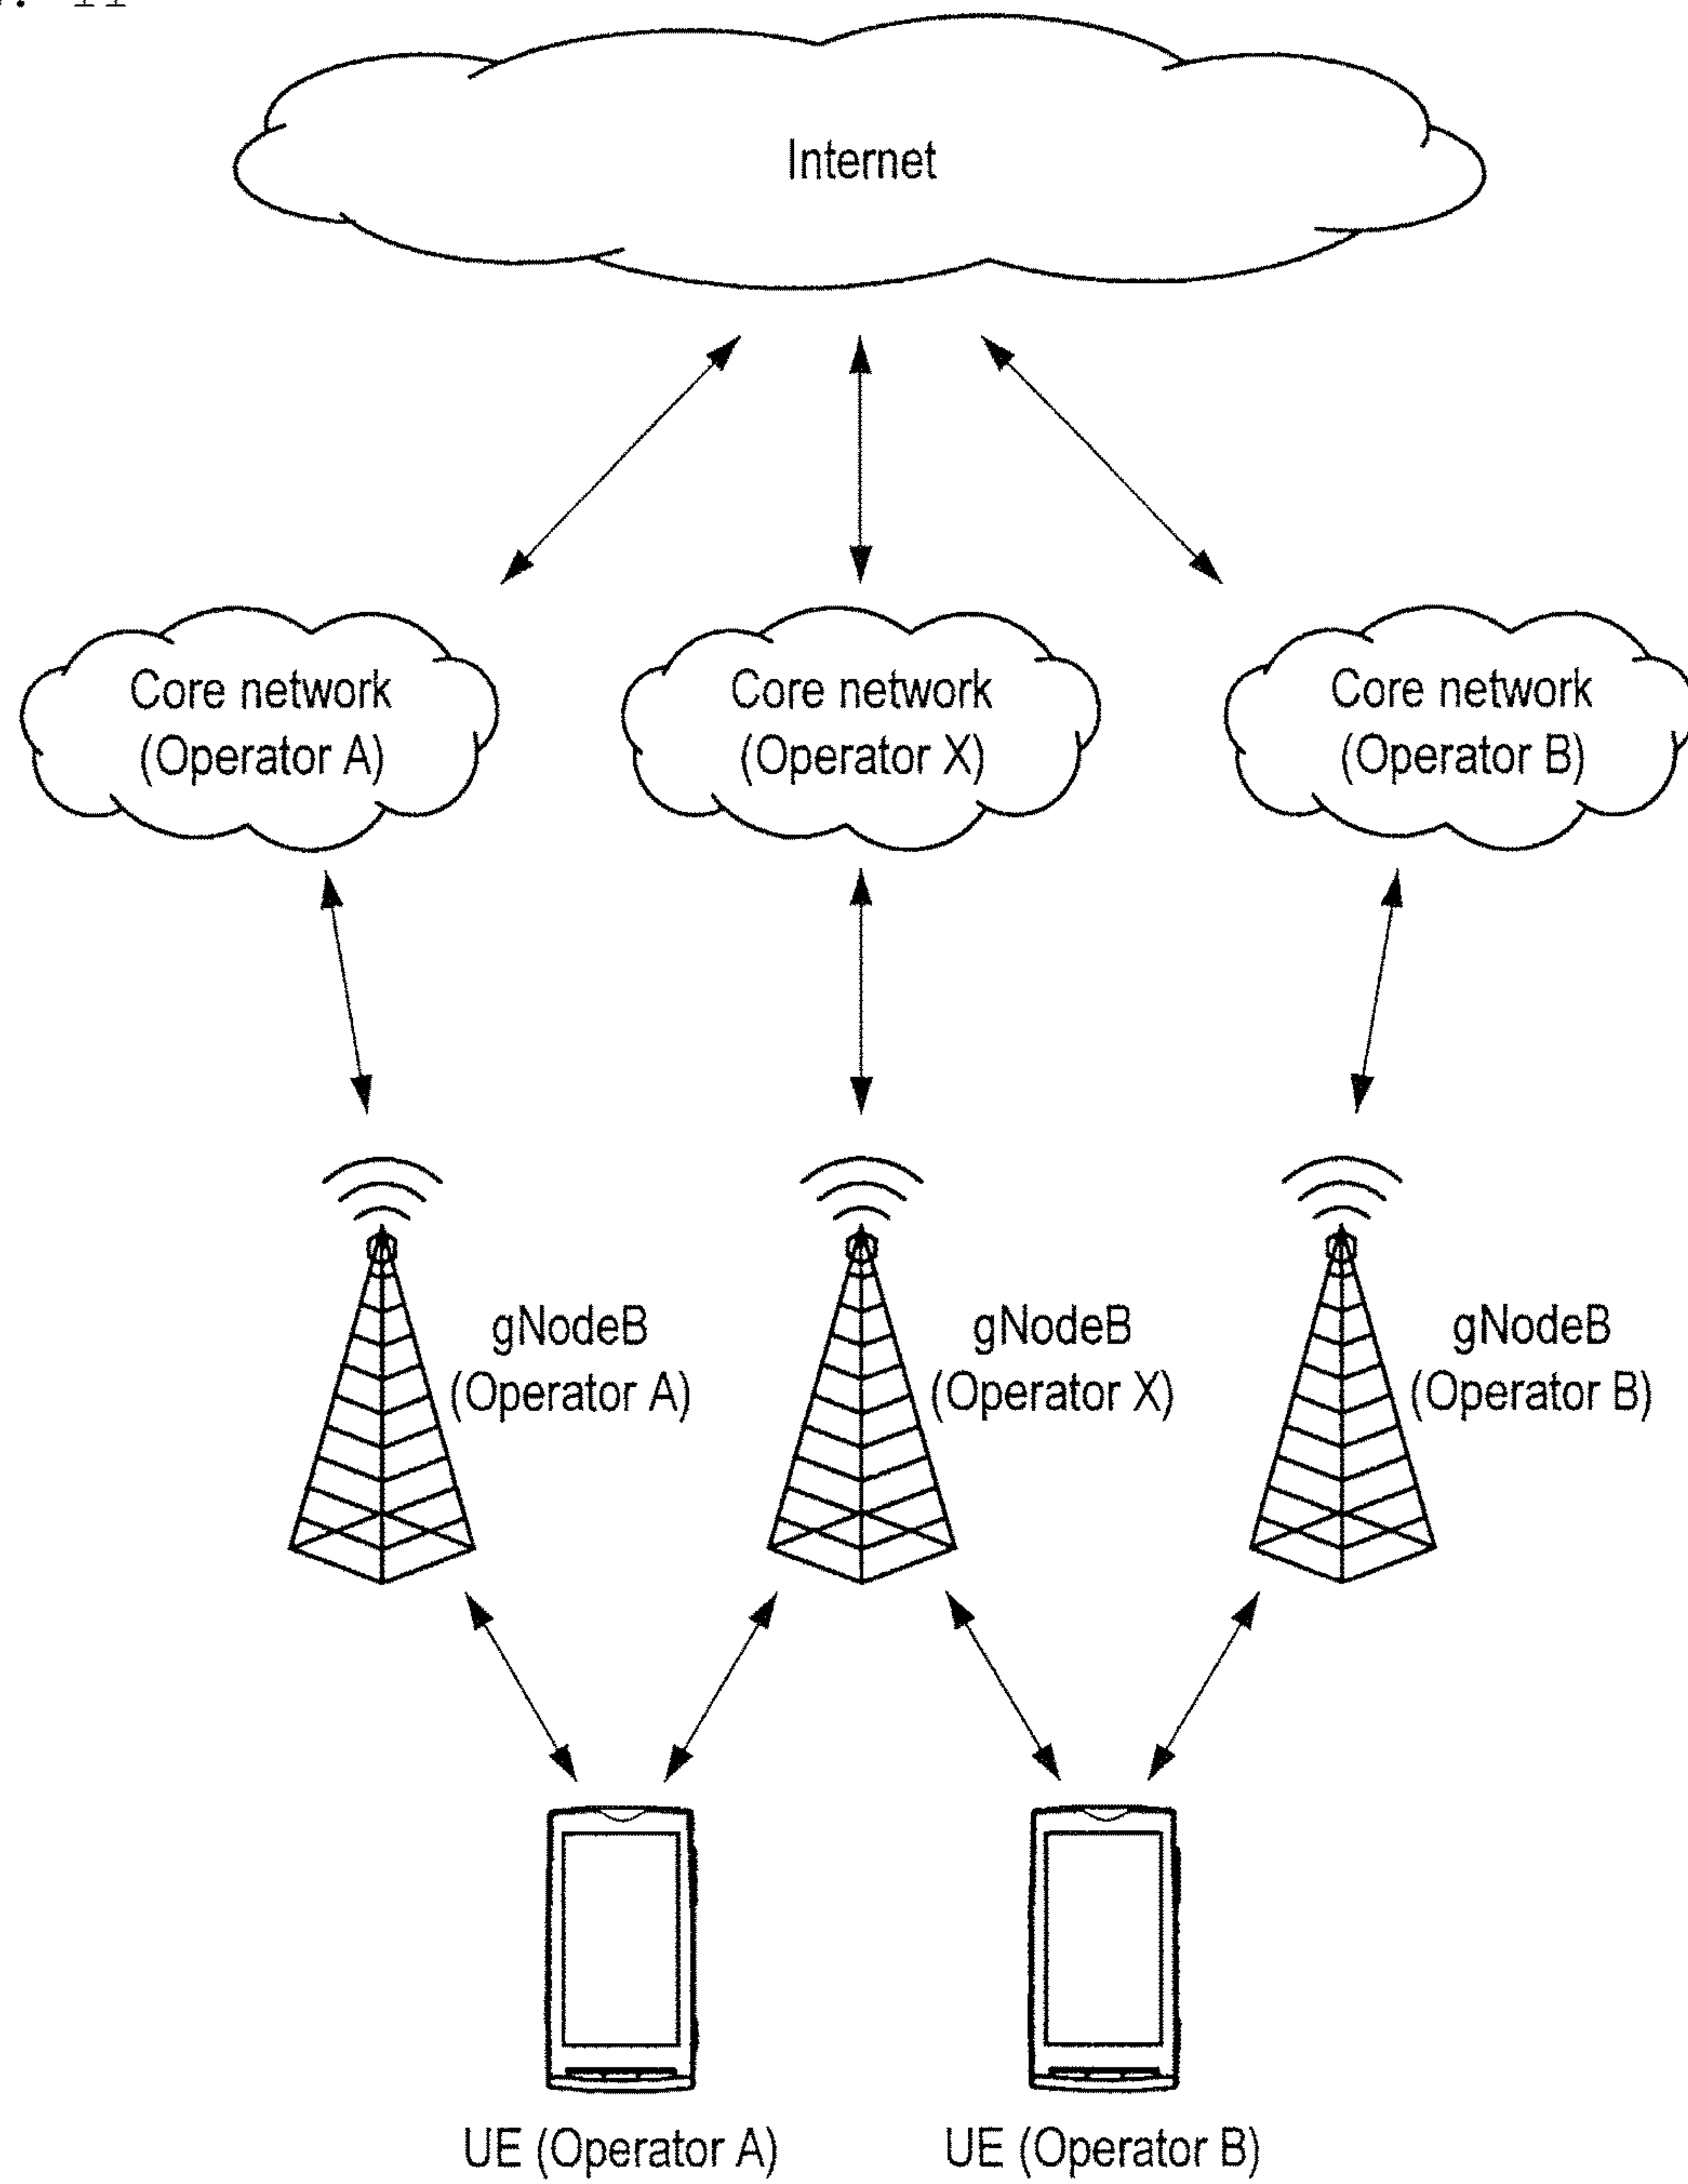 Internet
Core network
(Operator A)
Core network
(Operator X)
Core network
(Operator B)
gNodeB
(Operator A)
gNodeB
(Operator X)
gNodeB
(Operator B)
UE (Operator A)
UE (Operator B)